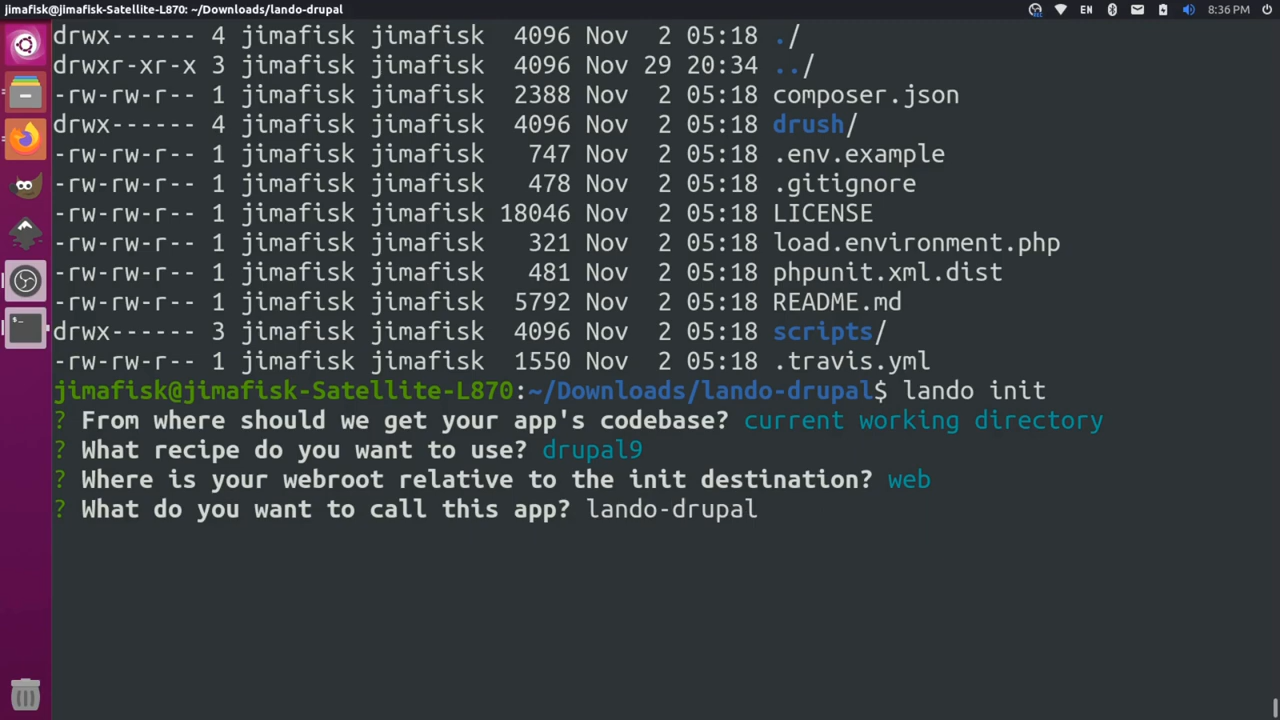 jimafisk@jimafisk-Satellite-L870: ~/Downloads/lando-drupal EN 8:36 PM
drwx------ 4 jimafisk jimafisk 4096 Nov 2 05:18 ./
drwxr-xr-x 3 jimafisk jimafisk 4096 Nov 29 20:34 ../
-rw-rw-r-- 1 jimafisk jimafisk 2388 Nov 2 05:18 composer.json
drwx------ 4 jimafisk jimafisk 4096 Nov 2 05:18 drush/
-rw-rw-r-- 1 jimafisk jimafisk 747 Nov 2 05:18 .env.example
-rw-rw-r-- 1 jimafisk jimafisk 478 Nov 2 05:18 .gitignore
-rw-rw-r-- 1 jimafisk jimafisk 18046 Nov 2 05:18 LICENSE
-rw-rw-r-- 1 jimafisk jimafisk 321 Nov 2 05:18 load.environment.php
-rw-rw-r-- 1 jimafisk jimafisk 481 Nov 2 05:18 phpunit.xml.dist
-rw-rw-r-- 1 jimafisk jimafisk 5792 Nov 2 05:18 README.md
drwx------ 3 jimafisk jimafisk 4096 Nov 2 05:18 scripts/
-rw-rw-r-- 1 jimafisk jimafisk 1550 Nov 2 05:18 .travis.yml
jimafisk@jimafisk-Satellite-L870:~/Downloads/lando-drupal$ lando init
? From where should we get your app's codebase? current working directory
? What recipe do you want to use? drupal9
? Where is your webroot relative to the init destination? web
? What do you want to call this app? lando-drupal